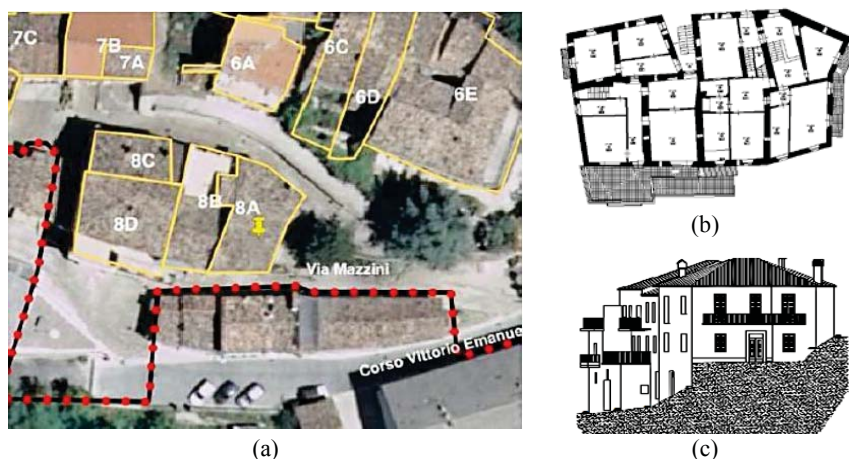 7C
7B
7A
6A
6C
6D
6E
8C
8B
8A
8D
Via Mazzini
Corso Vittorio Emanue
(a)
(b)
(c)